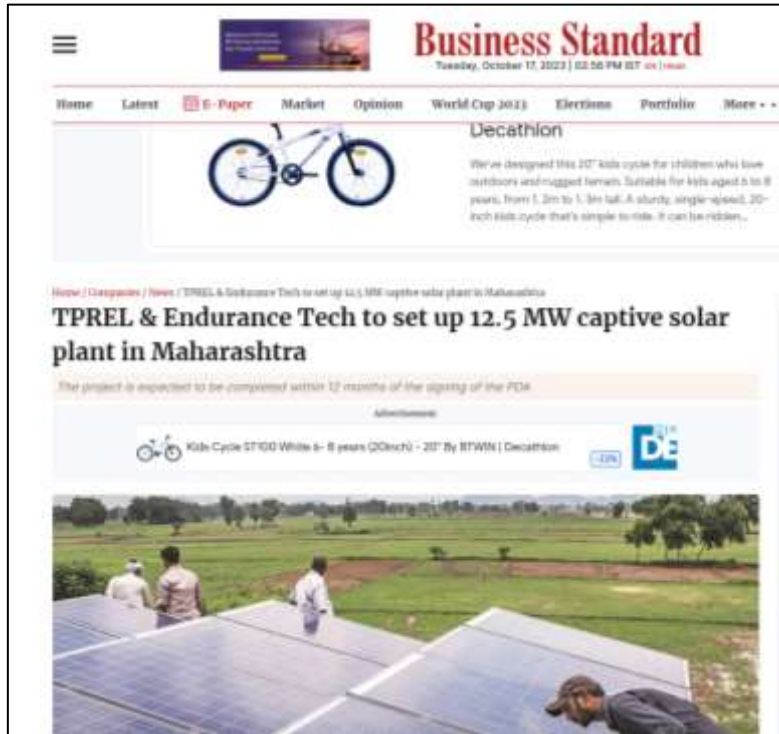 Business Standard
Tuesday, October 17, 2023 | 02:56 PM IST
Home Latest E-Paper Market Opinion World Cup 2023 Elections Portfolio More
Decathlon
We've designed this 20" kids cycle for children who love
outdoors and rugged terrain. Suitable for kids aged 6 to 8
years, from 1. 2m to 1. 3m tall. A sturdy, single-speed, 20-
inch kids cycle that's simple to ride. It can be ridden...
Home / Companies / News / TPREL & Endurance Tech to set up 12.5 MW captive solar plant in Maharashtra
TPREL & Endurance Tech to set up 12.5 MW captive solar
plant in Maharashtra
The project is expected to be completed within 12 months of the signing of the PDA
Advertisement
Kids Cycle ST100 White 6- 8 years (20inch) - 20" By BTWIN | Decathlon
DE